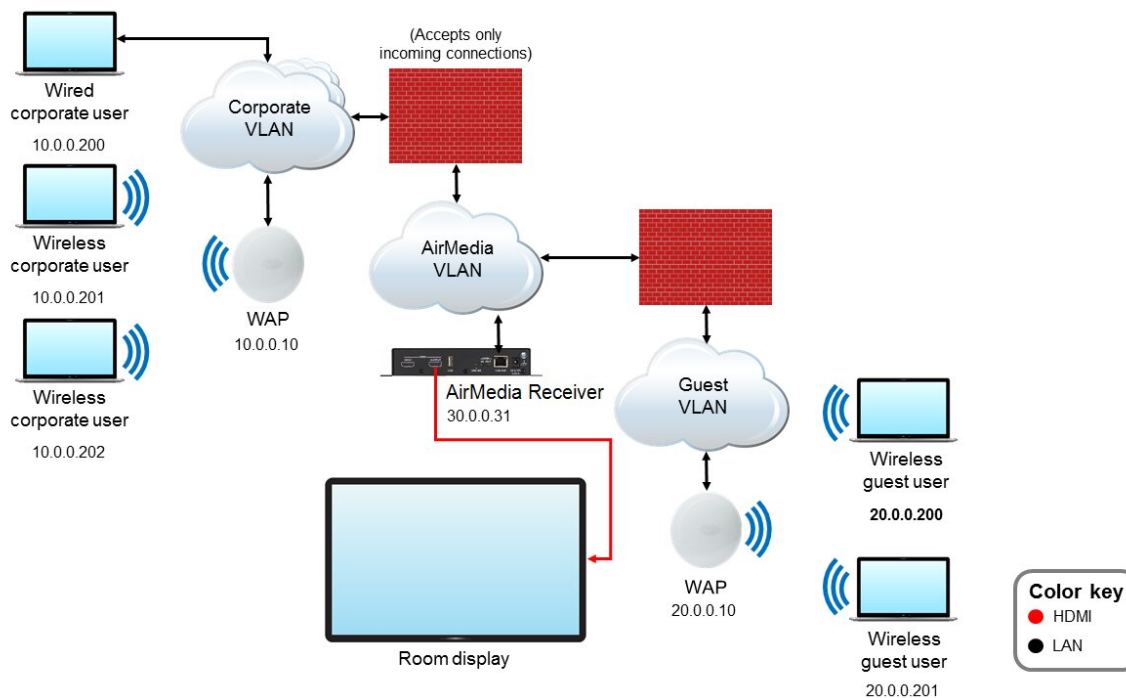 Wired
corporate user
10.0.0.200
Wireless
corporate user
10.0.0.201
Wireless
corporate user
10.0.0.202
Corporate
VLAN
WAP
10.0.0.10
(Accepts only
incoming connections)
AirMedia
VLAN
AirMedia Receiver
30.0.0.31
Room display
Guest
VLAN
WAP
20.0.0.10
Wireless
guest user
20.0.0.200
Wireless
guest user
20.0.0.201
Color key
HDMI
LAN